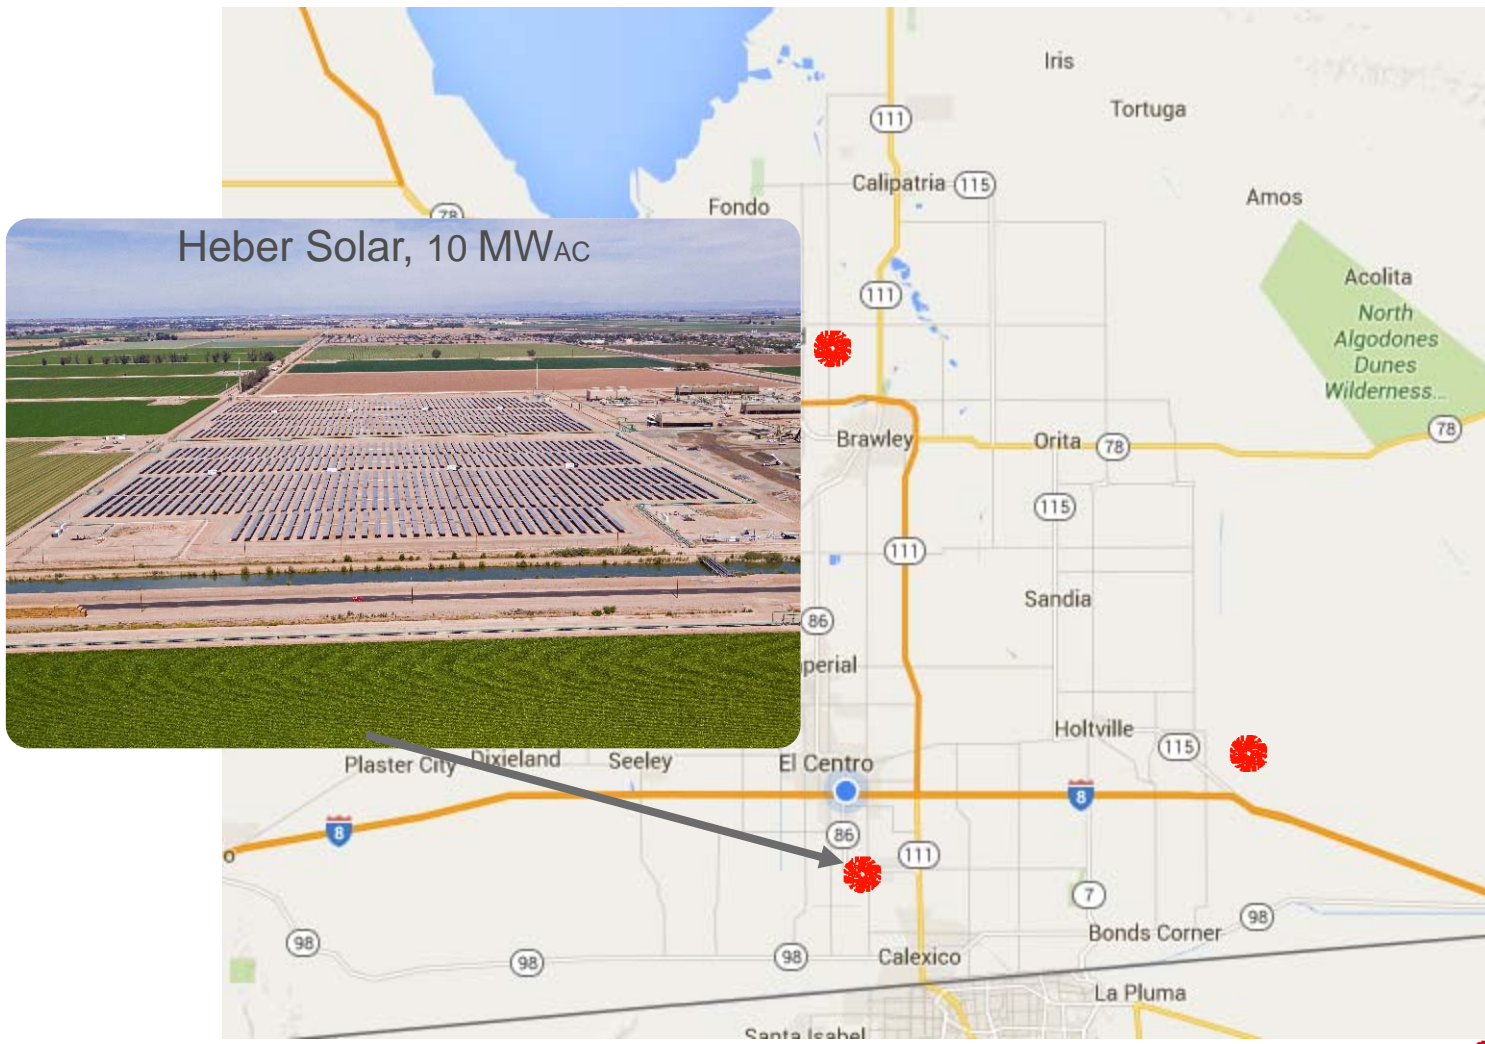 Iris
Tortuga
111
Calipatria 115
Amos
Fondo
78
Heber Solar, 10 MWAC
Acolita
North
Algodones
Dunes
Wilderness...
111
78
Brawley
Orita 78
115
111
Sandia
86
perial
Holtville
115
El Centro
Seeley
Dixieland
Plaster City
8
8
86
111
o
7
98
98
98
98
Bonds Corner
Calexico
La Pluma
Santa Isabel